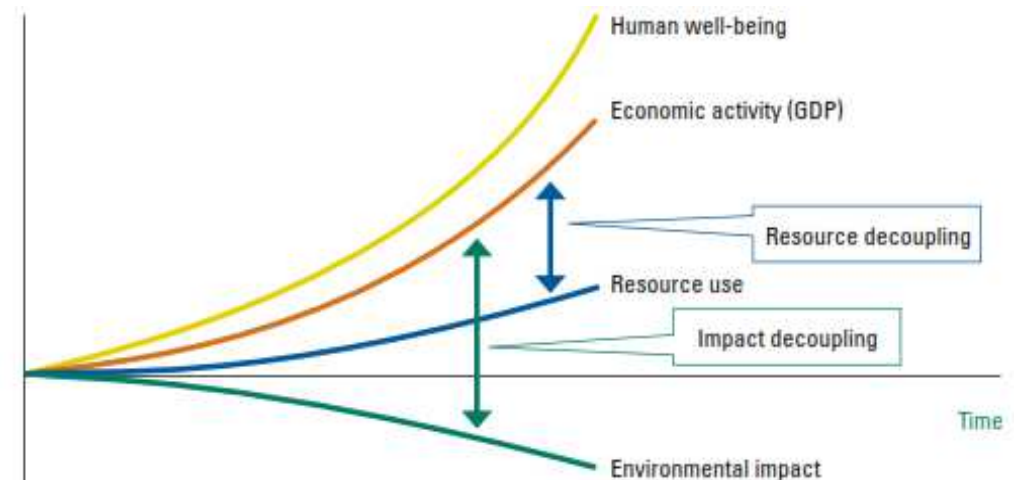 Human well-being
Economic activity (GDP)
Resource decoupling
Resource use
Impact decoupling
Time
Environmental impact